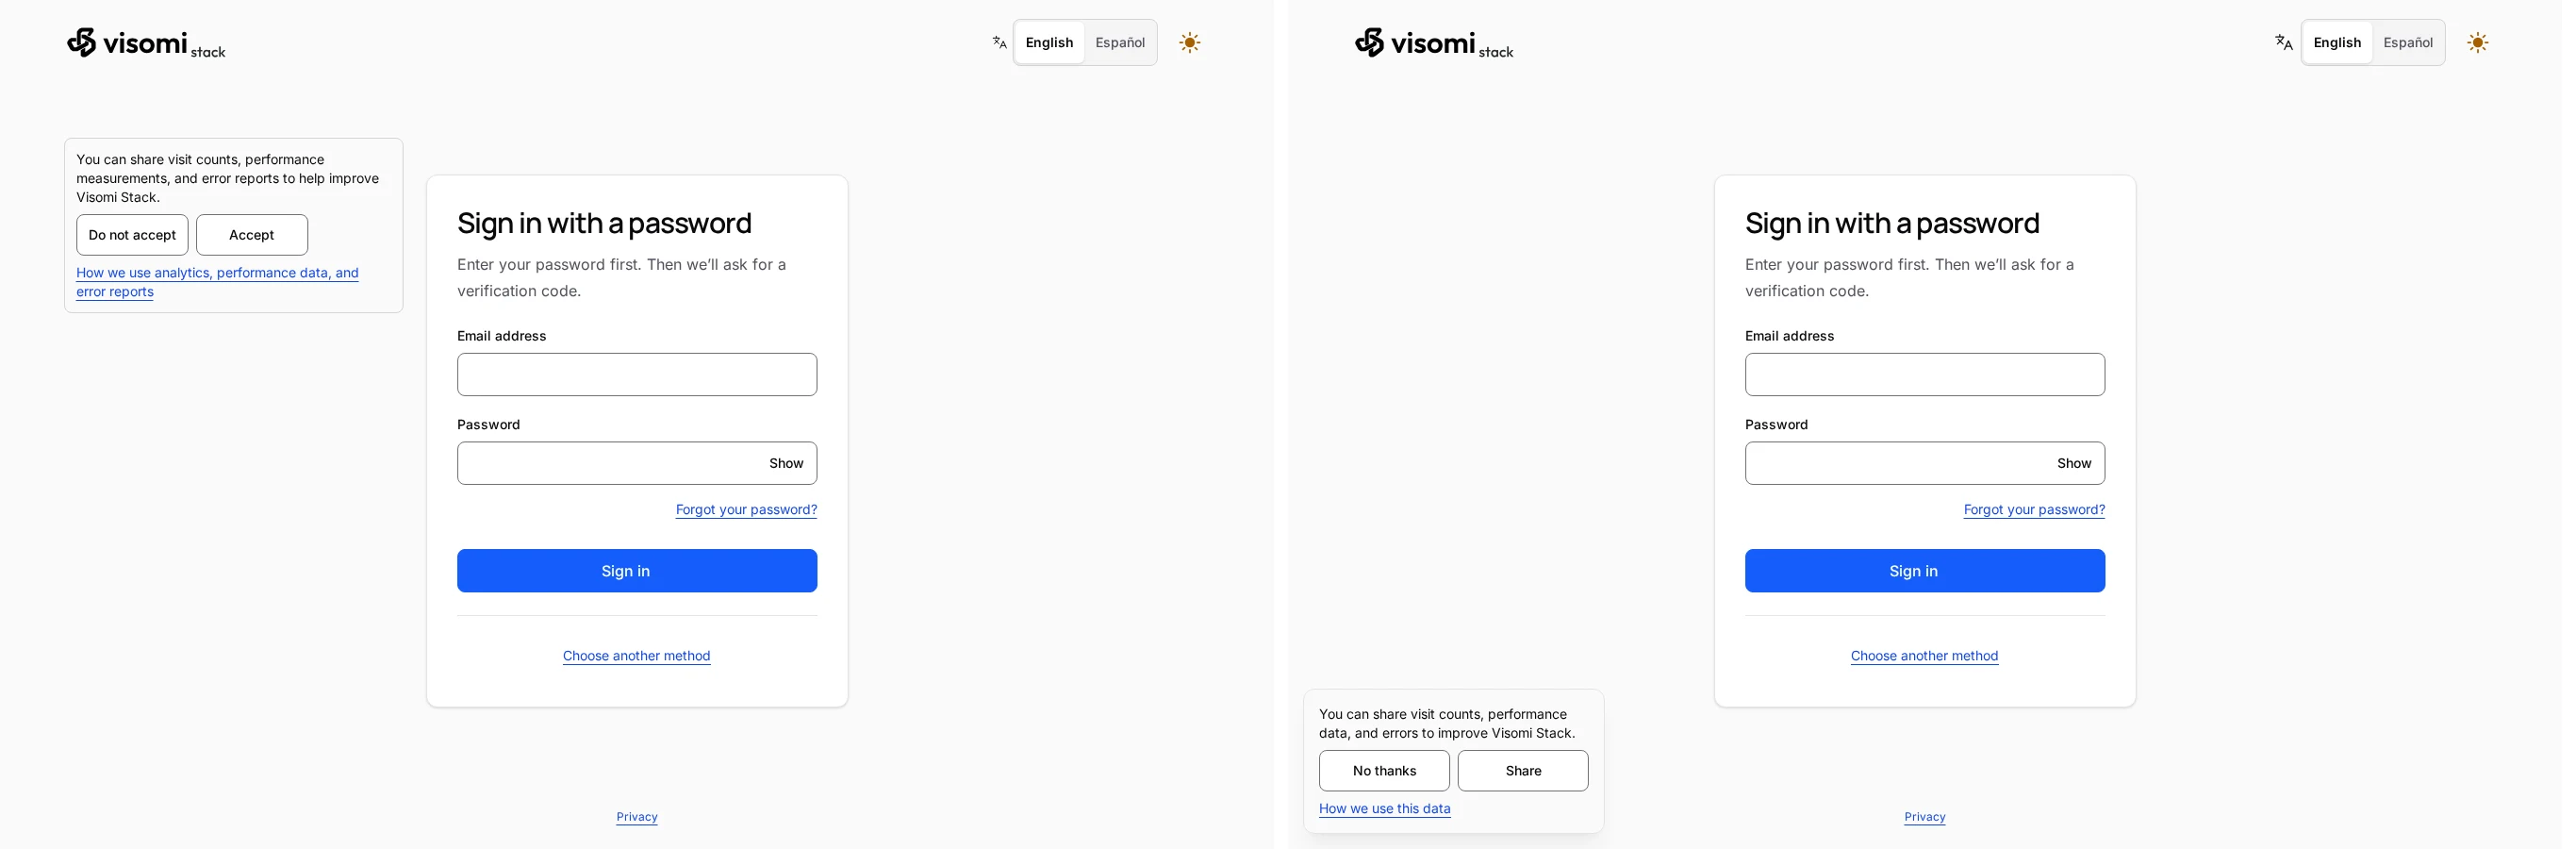 visomi stack
English Español
You can share visit counts, performance
measurements, and error reports to help improve
Visomi Stack.
Do not accept Accept
How we use analytics, performance data, and
error reports
Sign in with a password
Enter your password first. Then we’ll ask for a
verification code.
Email address
Password
Show
Forgot your password?
Sign in
Choose another method
Privacy
visomi stack
English Español
Sign in with a password
Enter your password first. Then we’ll ask for a
verification code.
Email address
Password
Show
Forgot your password?
Sign in
Choose another method
You can share visit counts, performance
data, and errors to improve Visomi Stack.
No thanks Share
How we use this data
Privacy